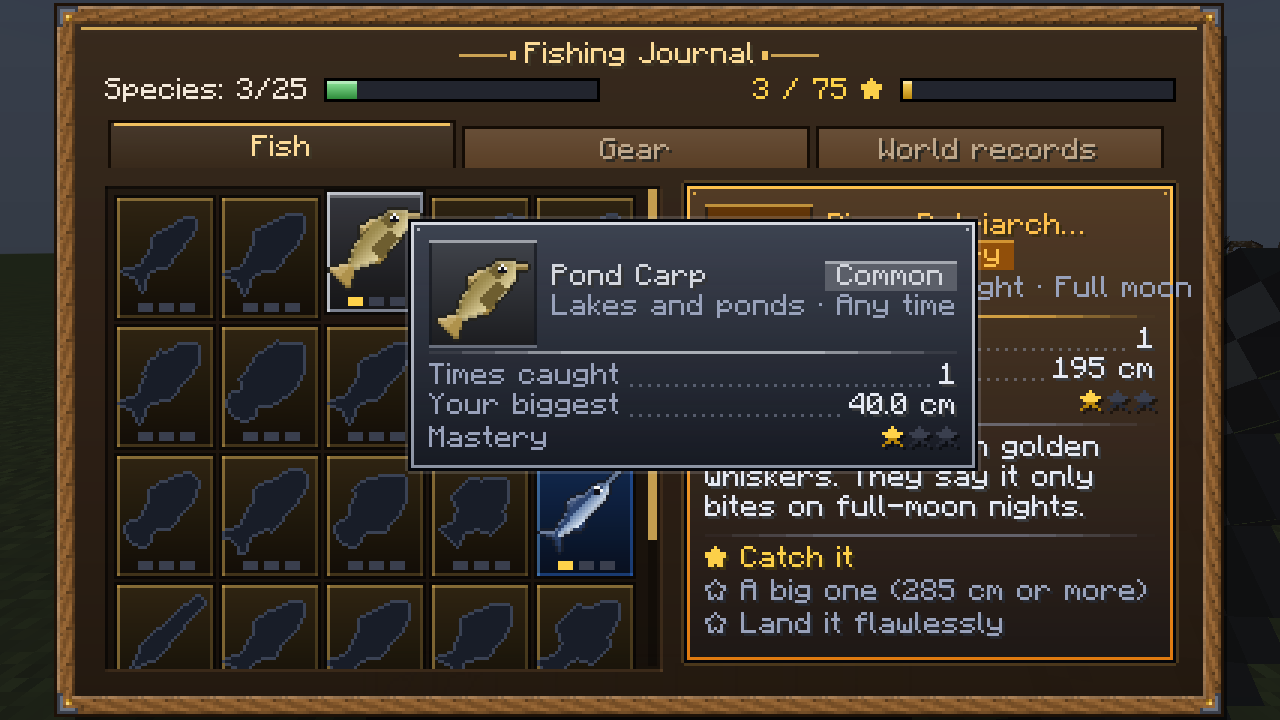 Fishing Journal
Species: 3/25
3 / 75
Fish
Gear
World records
Pond Carp
Common
Lakes and ponds · Any time
Times caught 1
Your biggest 40.0 cm
Mastery
Full moon
1
195 cm
golden
whiskers. They say it only
bites on full-moon nights.
Catch it
A big one (285 cm or more)
Land it flawlessly